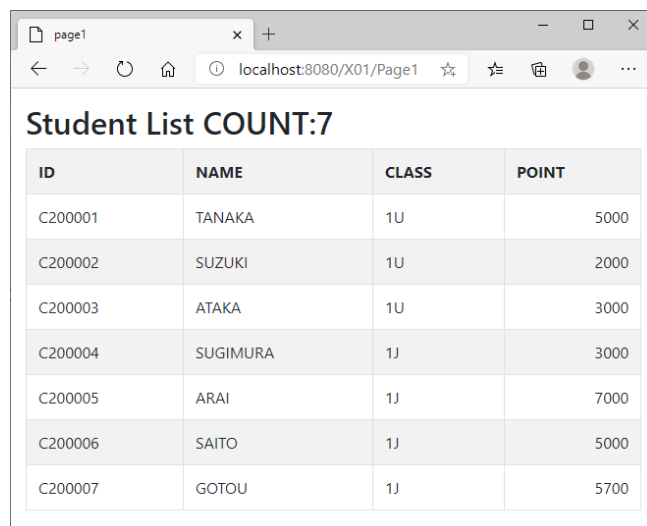 page1
localhost:8080/X01/Page1
Student List COUNT:7
ID NAME CLASS POINT
C200001 TANAKA 1U 5000
C200002 SUZUKI 1U 2000
C200003 ATAKA 1U 3000
C200004 SUGIMURA 1J 3000
C200005 ARAI 1J 7000
C200006 SAITO 1J 5000
C200007 GOTOU 1J 5700